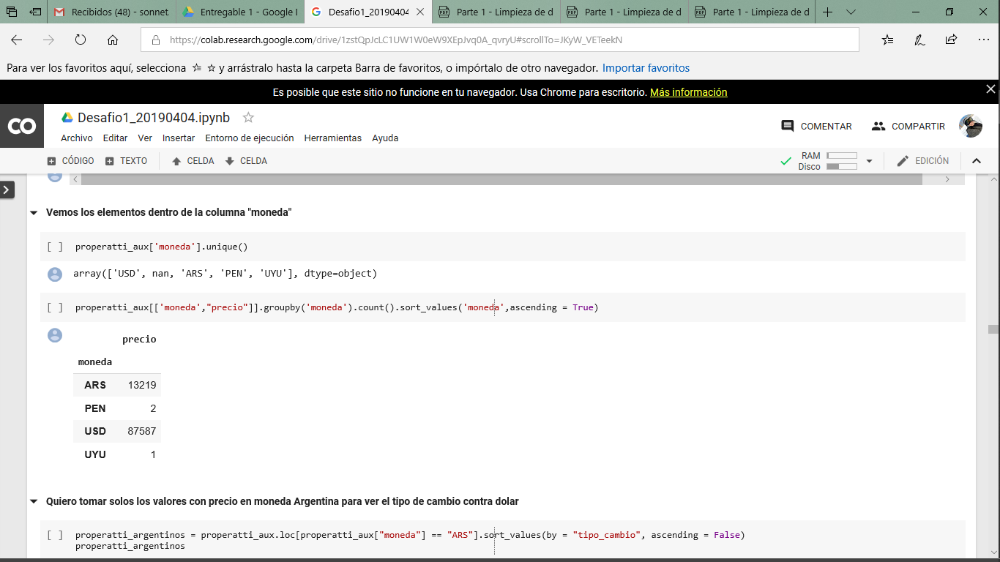 Recibidos (48) - sonnet
Entregable 1 - Google I
Desafio1_20190404
Parte 1 - Limpieza de d
Parte 1 - Limpieza de d
Parte 1 - Limpieza de d
https://colab.research.google.com/drive/1zstQpJcLC1UW1W0eW9XEpJvq0A_qvryU#scrollTo=JKyW_VETeekN
Para ver los favoritos aquí, selecciona y arrástralo hasta la carpeta Barra de favoritos, o impórtalo de otro navegador. Importar favoritos
Es posible que este sitio no funcione en tu navegador. Usa Chrome para escritorio. Más información
CO
Desafio1_20190404.ipynb
COMENTAR
COMPARTIR
Archivo Editar Ver Insertar Entorno de ejecución Herramientas Ayuda
CÓDIGO TEXTO CELDA CELDA
RAM
Disco
EDICIÓN
Vemos los elementos dentro de la columna "moneda"
[ ] properatti_aux['moneda'].unique()
array(['USD', nan, 'ARS', 'PEN', 'UYU'], dtype=object)
[ ] properatti_aux[['moneda',"precio"]].groupby('moneda').count().sort_values('moneda',ascending = True)
precio
moneda
ARS 13219
PEN 2
USD 87587
UYU 1
Quiero tomar solos los valores con precio en moneda Argentina para ver el tipo de cambio contra dolar
[ ] properatti_argentinos = properatti_aux.loc[properatti_aux["moneda"] == "ARS"].sort_values(by = "tipo_cambio", ascending = False)
properatti_argentinos